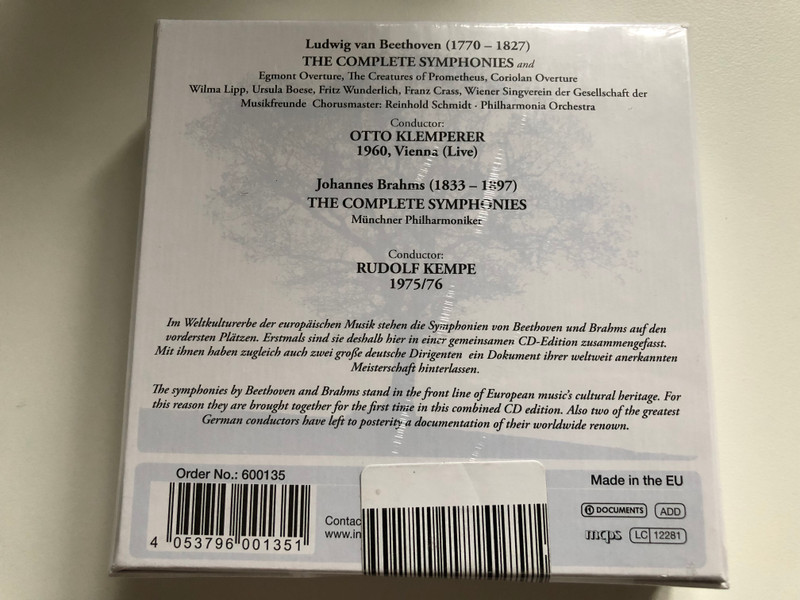 Ludwig van Beethoven (1770 – 1827)
THE COMPLETE SYMPHONIES and
Egmont Overture, The Creatures of Prometheus, Coriolan Overture
Wilma Lipp, Ursula Boese, Fritz Wunderlich, Franz Crass, Wiener Singverein der Gesellschaft der
Musikfreunde Chorusmaster: Reinhold Schmidt · Philharmonia Orchestra
Conductor:
OTTO KLEMPERER
1960, Vienna (Live)
Johannes Brahms (1833 – 1897)
THE COMPLETE SYMPHONIES
Münchner Philharmoniker
Conductor:
RUDOLF KEMPE
1975/76
Im Weltkulturerbe der europäischen Musik stehen die Symphonien von Beethoven und Brahms auf den
vordersten Plätzen. Erstmals sind sie deshalb hier in einer gemeinsamen CD-Edition zusammengefasst.
Mit ihnen haben zugleich auch zwei große deutsche Dirigenten ein Dokument ihrer weltweit anerkannten
Meisterschaft hinterlassen.
The symphonies by Beethoven and Brahms stand in the front line of European music's cultural heritage. For
this reason they are brought together for the first time in this combined CD edition. Also two of the greatest
German conductors have left to posterity a documentation of their worldwide renown.
Order No.: 600135
Made in the EU
4 053796 001351
Contac
www.in
DOCUMENTS ADD
mcps LC 12281